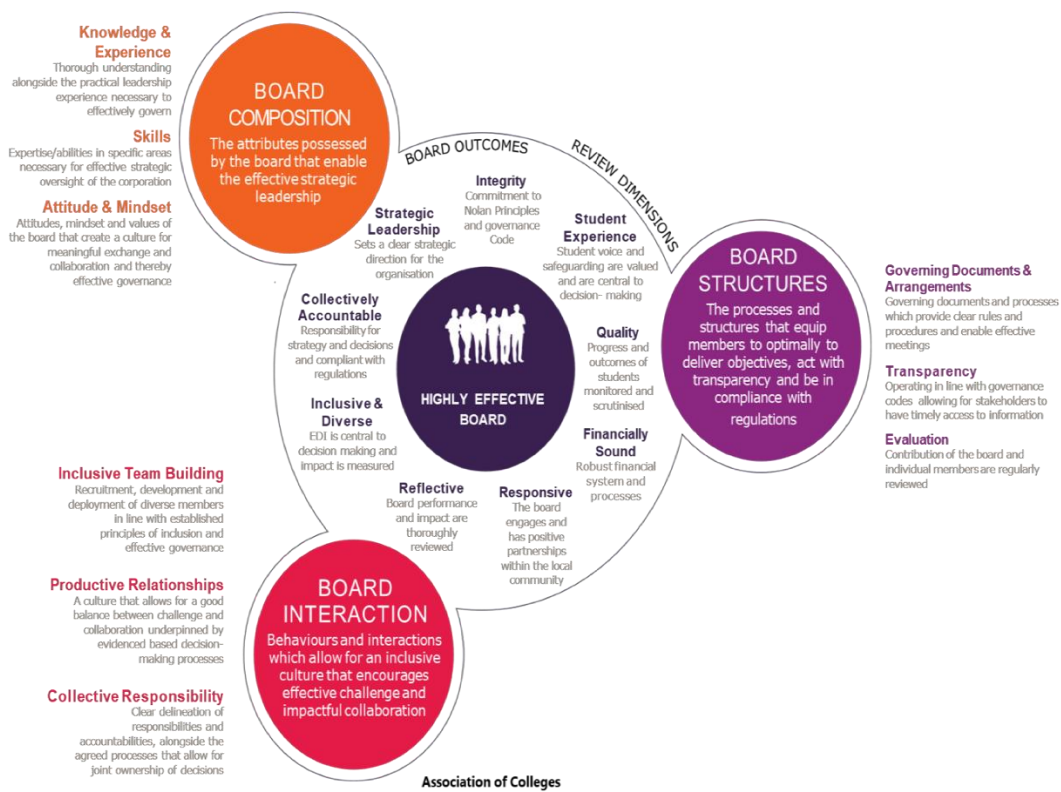 Knowledge &
Experience
Thorough understanding
alongside the practical leadership
experience necessary to
effectively govern
Skills
Expertise/abilities in specific areas
necessary for effective strategic
oversight of the corporation
Attitude & Mindset
Attitudes, mindset and values of
the board that create a culture for
meaningful exchange and
collaboration and thereby
effective governance
BOARD
COMPOSITION
The attributes possessed
by the board that enable
the effective strategic
leadership
BOARD OUTCOMES
REVIEW DIMENSIONS
Integrity
Commitment to
Nolan Principles
and governance
Code
Strategic
Leadership
Sets a clear strategic
direction for the
organisation
Student
Experience
Student voice and
safeguarding are valued
and are central to
decision- making
Collectively
Accountable
Responsibility for
strategy and decisions
and compliant with
regulations
Quality
Progress and
outcomes of
students
monitored and
scrutinised
HIGHLY EFFECTIVE
BOARD
Inclusive &
Diverse
EDI is central to
decision making and
impact is measured
Financially
Sound
Robust financial
system and
processes
Reflective
Board performance
and impact are
thoroughly
reviewed
Responsive
The board
engages and
has positive
partnerships
within the local
community
BOARD
STRUCTURES
The processes and
structures that equip
members to optimally to
deliver objectives, act with
transparency and be in
compliance with
regulations
Governing Documents &
Arrangements
Governing documents and processes
which provide clear rules and
procedures and enable effective
meetings
Transparency
Operating in line with governance
codes allowing for stakeholders to
have timely access to information
Evaluation
Contribution of the board and
individual members are regularly
reviewed
Inclusive Team Building
Recruitment, development and
deployment of diverse members
in line with established
principles of inclusion and
effective governance
Productive Relationships
A culture that allows for a good
balance between challenge and
collaboration underpinned by
evidenced based decision-
making processes
Collective Responsibility
Clear delineation of
responsibilities and
accountabilities, alongside the
agreed processes that allow for
joint ownership of decisions
BOARD
INTERACTION
Behaviours and interactions
which allow for an inclusive
culture that encourages
effective challenge and
impactful collaboration
Association of Colleges